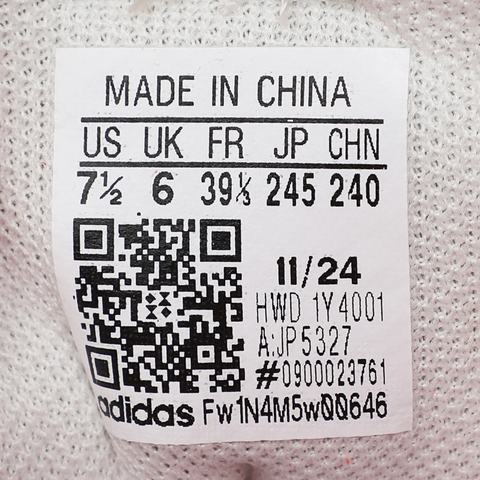 MADE IN CHINA
US UK FR JP CHN
7½ 6 39⅓ 245 240
11/24
HWD 1Y4001
A:JP5327
#0900023761
adidas Fw1N4M5wQQ646